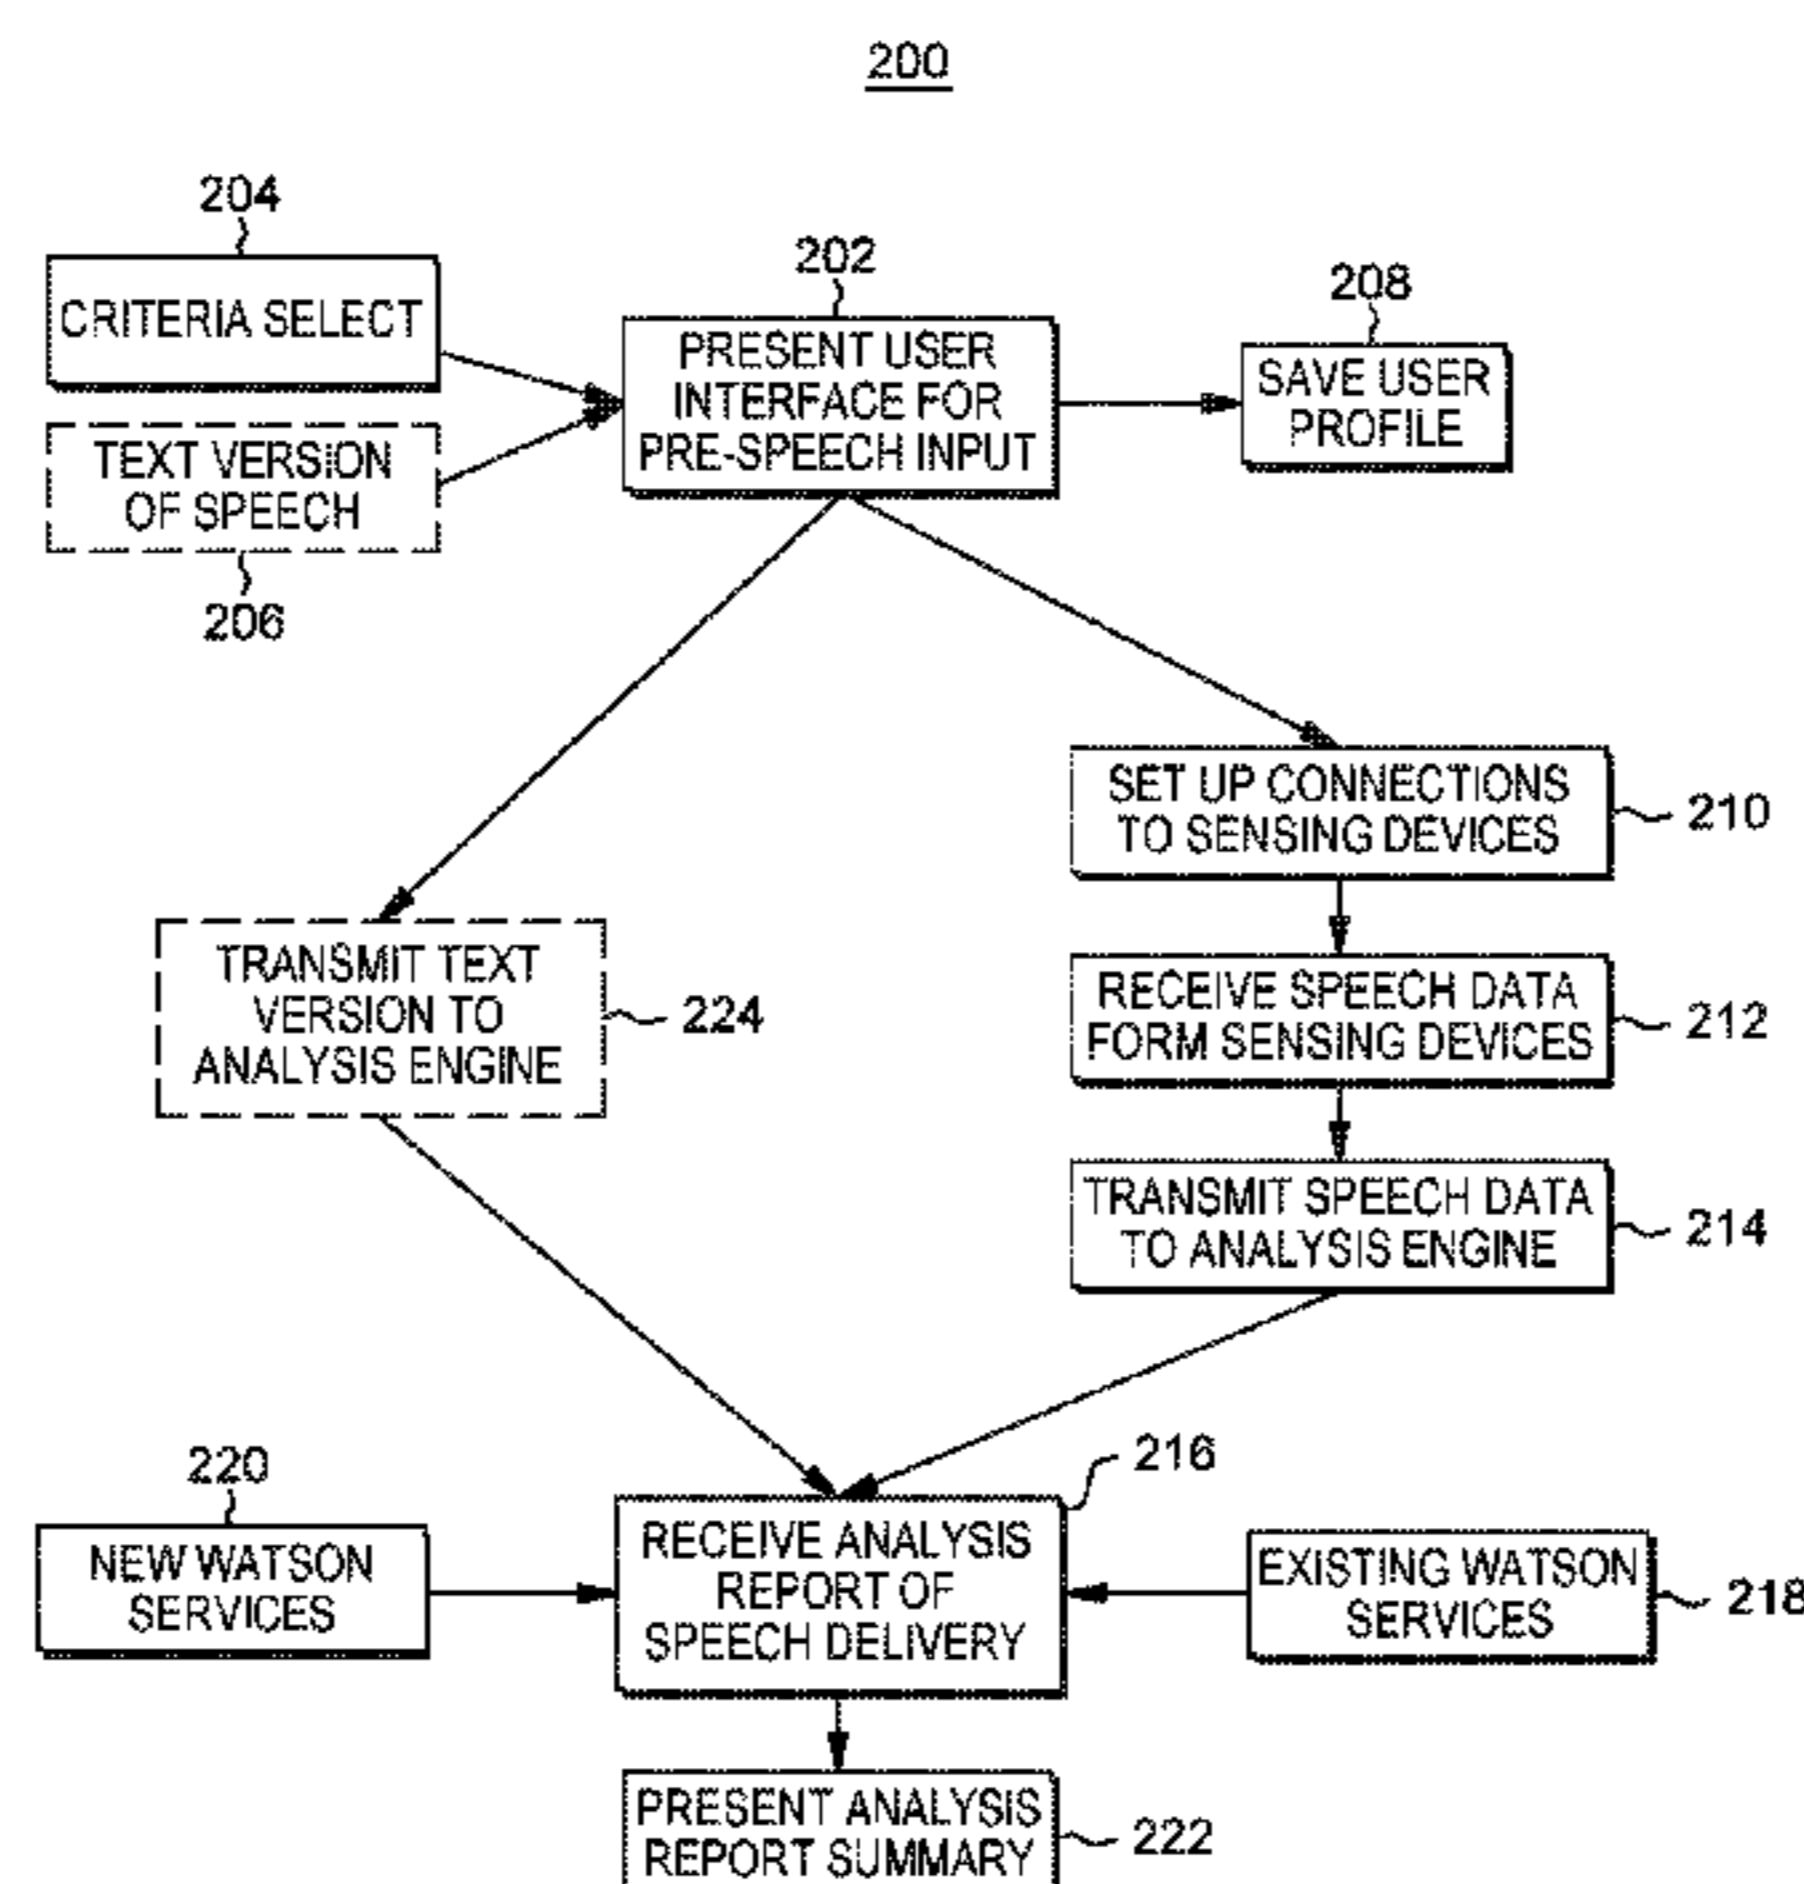 200
204
CRITERIA SELECT
TEXT VERSION
OF SPEECH
206
202
PRESENT USER
INTERFACE FOR
PRE-SPEECH INPUT
208
SAVE USER
PROFILE
SET UP CONNECTIONS
TO SENSING DEVICES
210
TRANSMIT TEXT
VERSION TO
ANALYSIS ENGINE
224
RECEIVE SPEECH DATA
FORM SENSING DEVICES
212
TRANSMIT SPEECH DATA
TO ANALYSIS ENGINE
214
220
NEW WATSON
SERVICES
216
RECEIVE ANALYSIS
REPORT OF
SPEECH DELIVERY
EXISTING WATSON
SERVICES
218
PRESENT ANALYSIS
REPORT SUMMARY
222